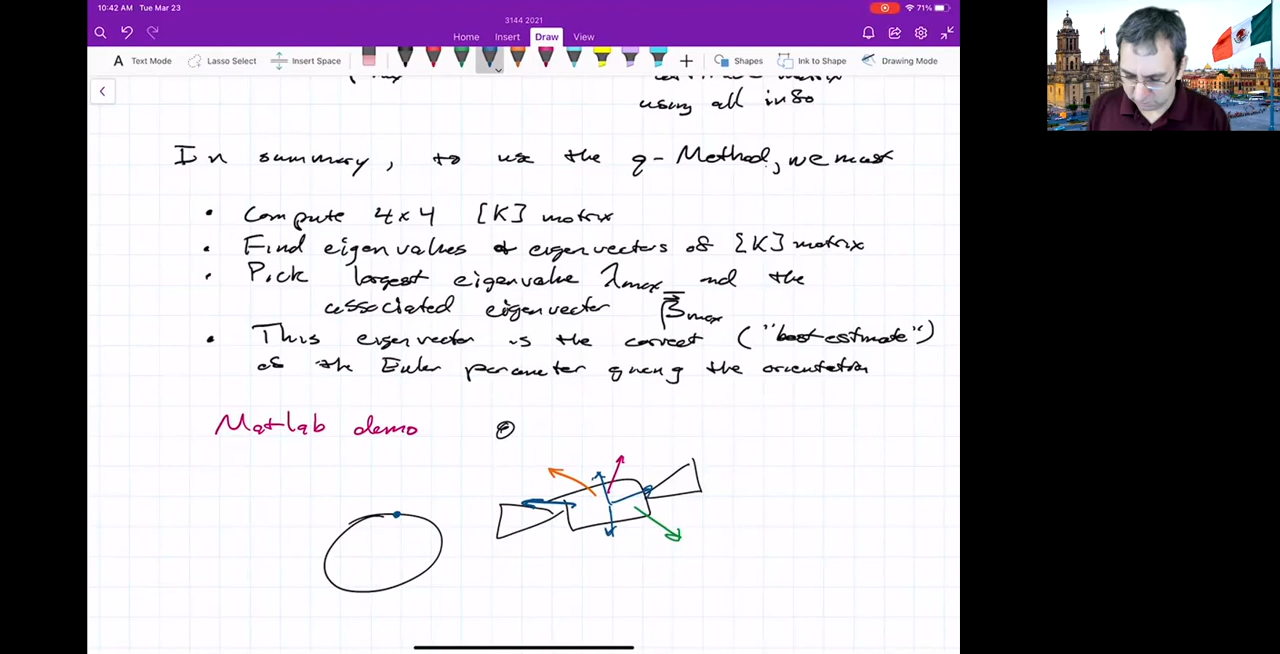 10:42 AM Tue Mar 23
71%
3144 2021
Home Insert Draw View
Text Mode Lasso Select Insert Space Shapes Ink to Shape Drawing Mode
using all info
In summary, to use the q-Method, we must
• Compute 4x4 [K] matrix
• Find eigenvalues & eigenvectors of [K] matrix
• Pick largest eigenvalue λmax and the
associated eigenvector β̄max
• This eigenvector is the correct ("best estimate")
of the Euler parameter giving the orientation
Matlab demo